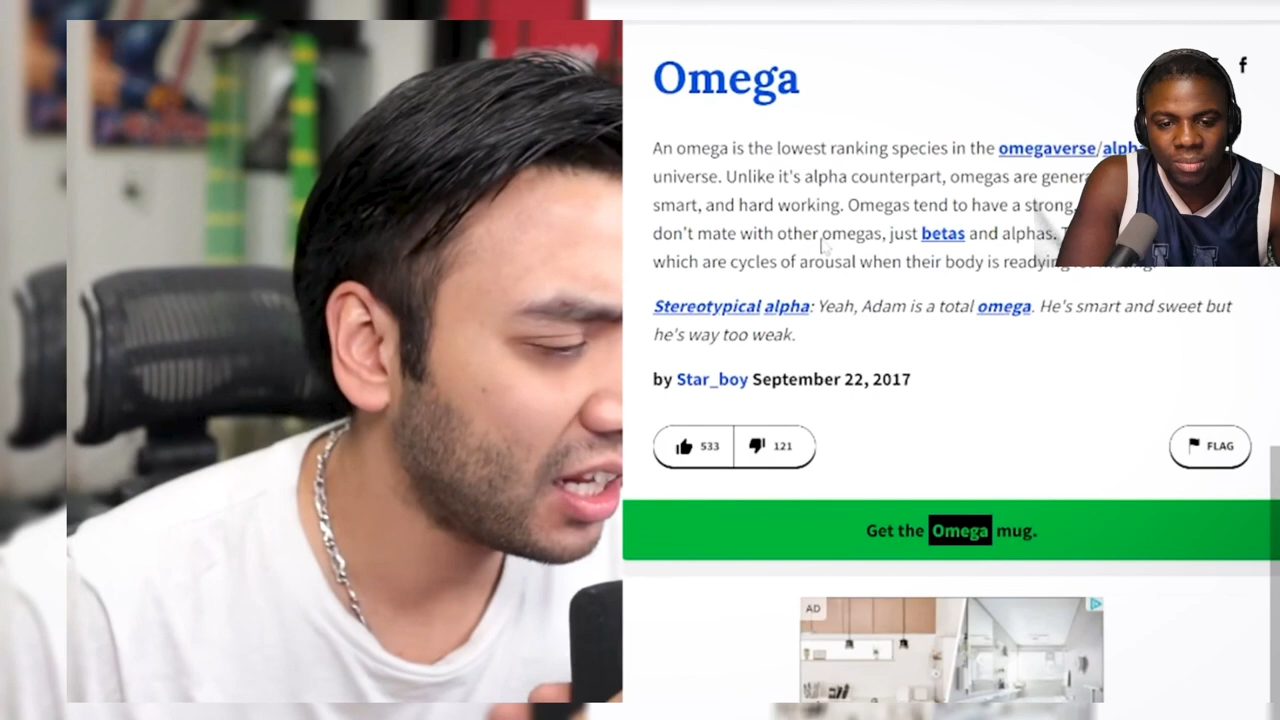 Omega
An omega is the lowest ranking species in the omegaverse/alph
universe. Unlike it's alpha counterpart, omegas are genera
smart, and hard working. Omegas tend to have a strong,
don't mate with other omegas, just betas and alphas.
which are cycles of arousal when their body is readying
Stereotypical alpha: Yeah, Adam is a total omega. He's smart and sweet but
he's way too weak.
by Star_boy September 22, 2017
533 121
FLAG
Get the Omega mug.
AD